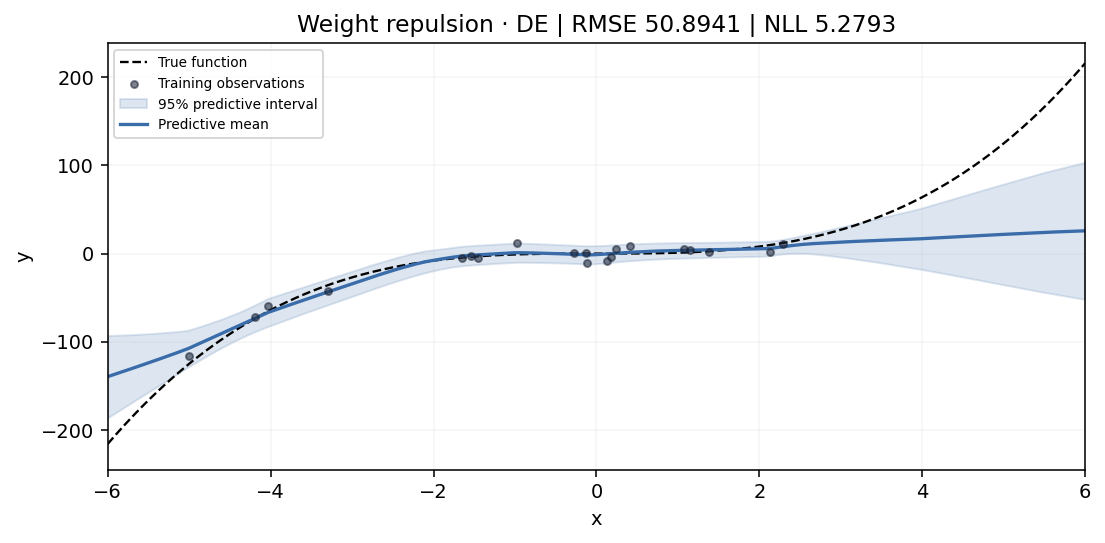 Weight repulsion · DE | RMSE 50.8941 | NLL 5.2793
True function
Training observations
95% predictive interval
Predictive mean
y
200
100
0
−100
−200
−6
−4
−2
0
2
4
6
x